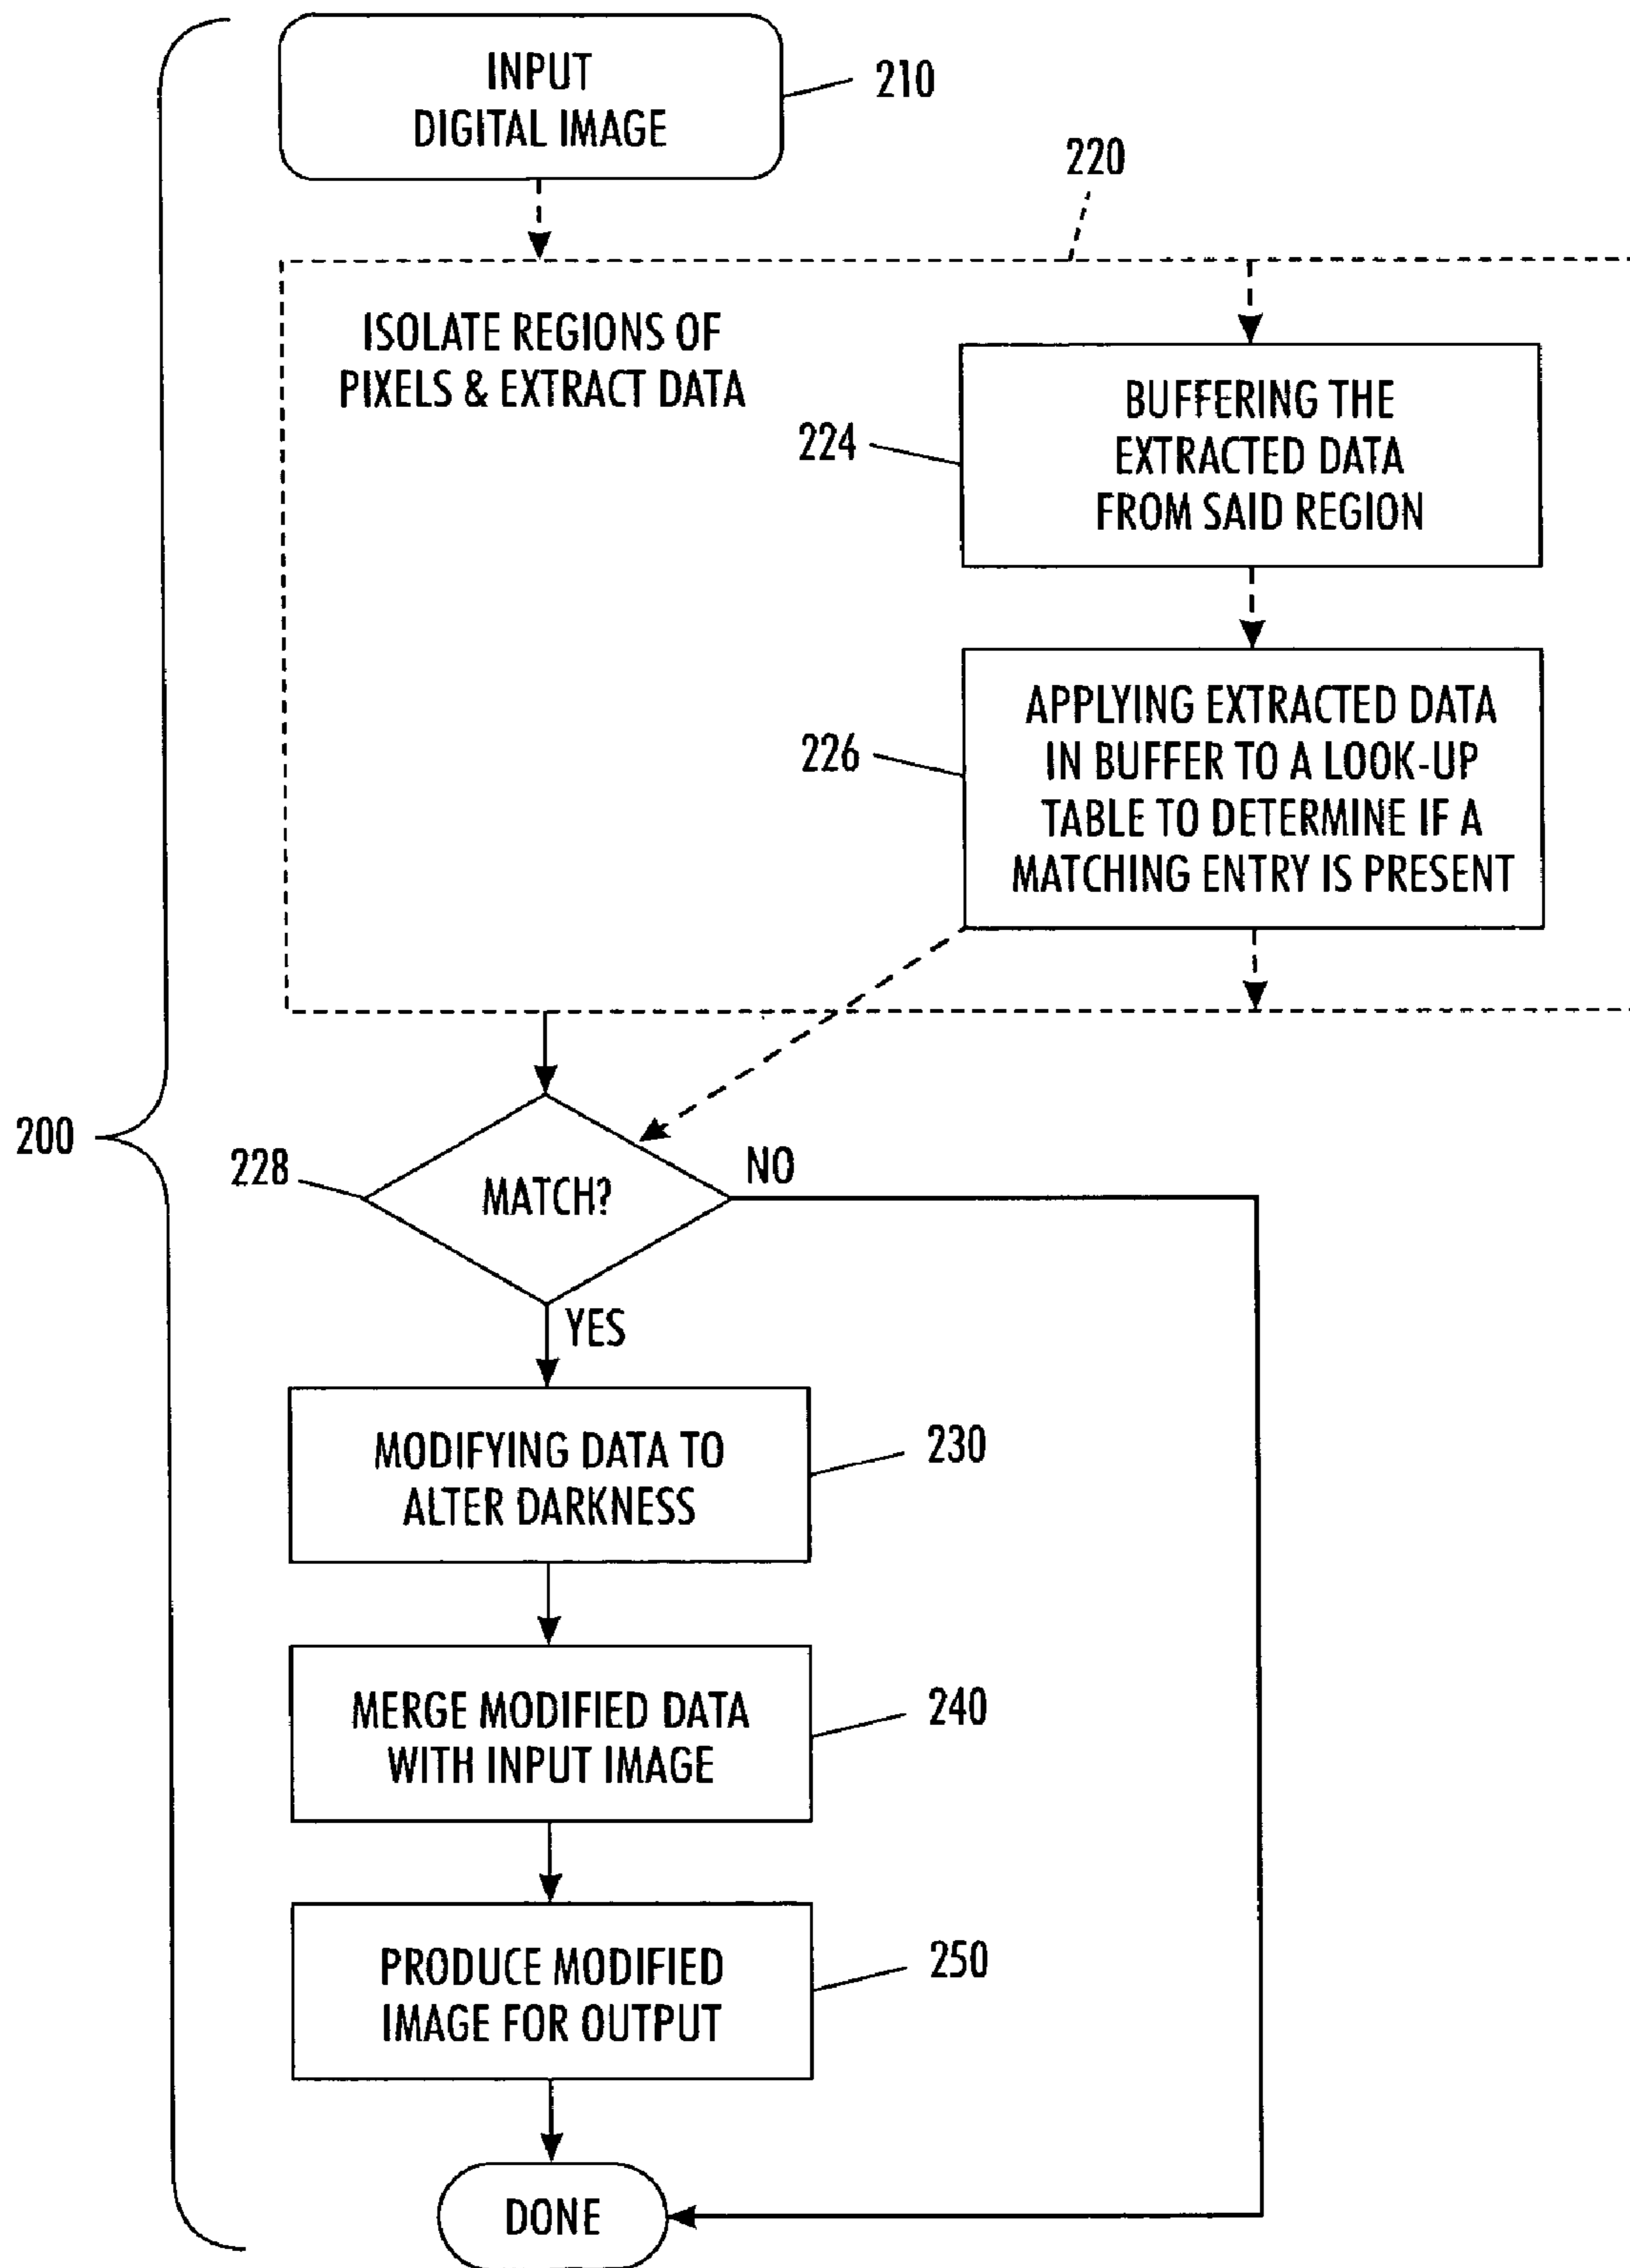 INPUT
DIGITAL IMAGE
210
220
ISOLATE REGIONS OF
PIXELS & EXTRACT DATA
BUFFERING THE
EXTRACTED DATA
FROM SAID REGION
224
APPLYING EXTRACTED DATA
IN BUFFER TO A LOOK-UP
TABLE TO DETERMINE IF A
MATCHING ENTRY IS PRESENT
226
200
228
MATCH?
NO
YES
MODIFYING DATA TO
ALTER DARKNESS
230
MERGE MODIFIED DATA
WITH INPUT IMAGE
240
PRODUCE MODIFIED
IMAGE FOR OUTPUT
250
DONE